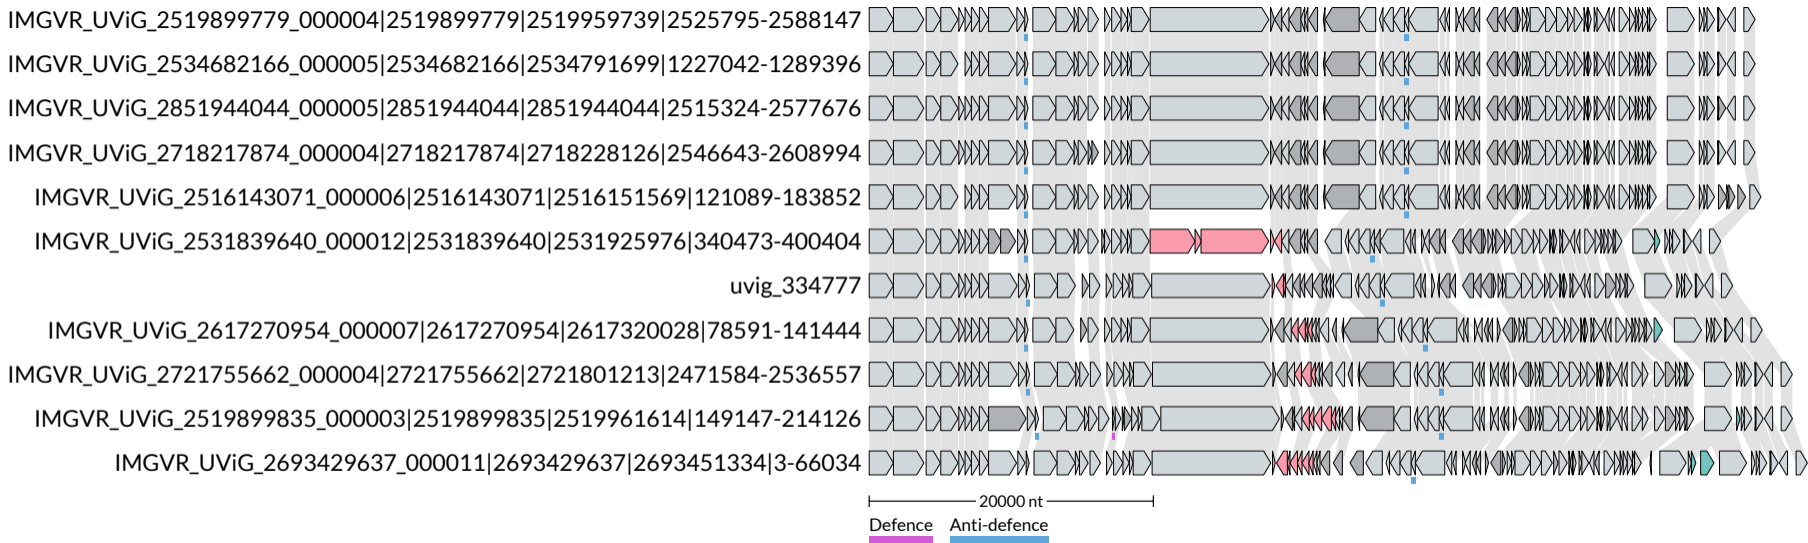 IMGVR_UViG_2519899779_000004|2519899779|2519959739|2525795-2588147
IMGVR_UViG_2534682166_000005|2534682166|2534791699|1227042-1289396
IMGVR_UViG_2851944044_000005|2851944044|2851944044|2515324-2577676
IMGVR_UViG_2718217874_000004|2718217874|2718228126|2546643-2608994
IMGVR_UViG_2516143071_000006|2516143071|2516151569|121089-183852
IMGVR_UViG_2531839640_000012|2531839640|2531925976|340473-400404
uvig_334777
IMGVR_UViG_2617270954_000007|2617270954|2617320028|78591-141444
IMGVR_UViG_2721755662_000004|2721755662|2721801213|2471584-2536557
IMGVR_UViG_2519899835_000003|2519899835|2519961614|149147-214126
IMGVR_UViG_2693429637_000011|2693429637|2693451334|3-66034
20000 nt
Defence Anti-defence